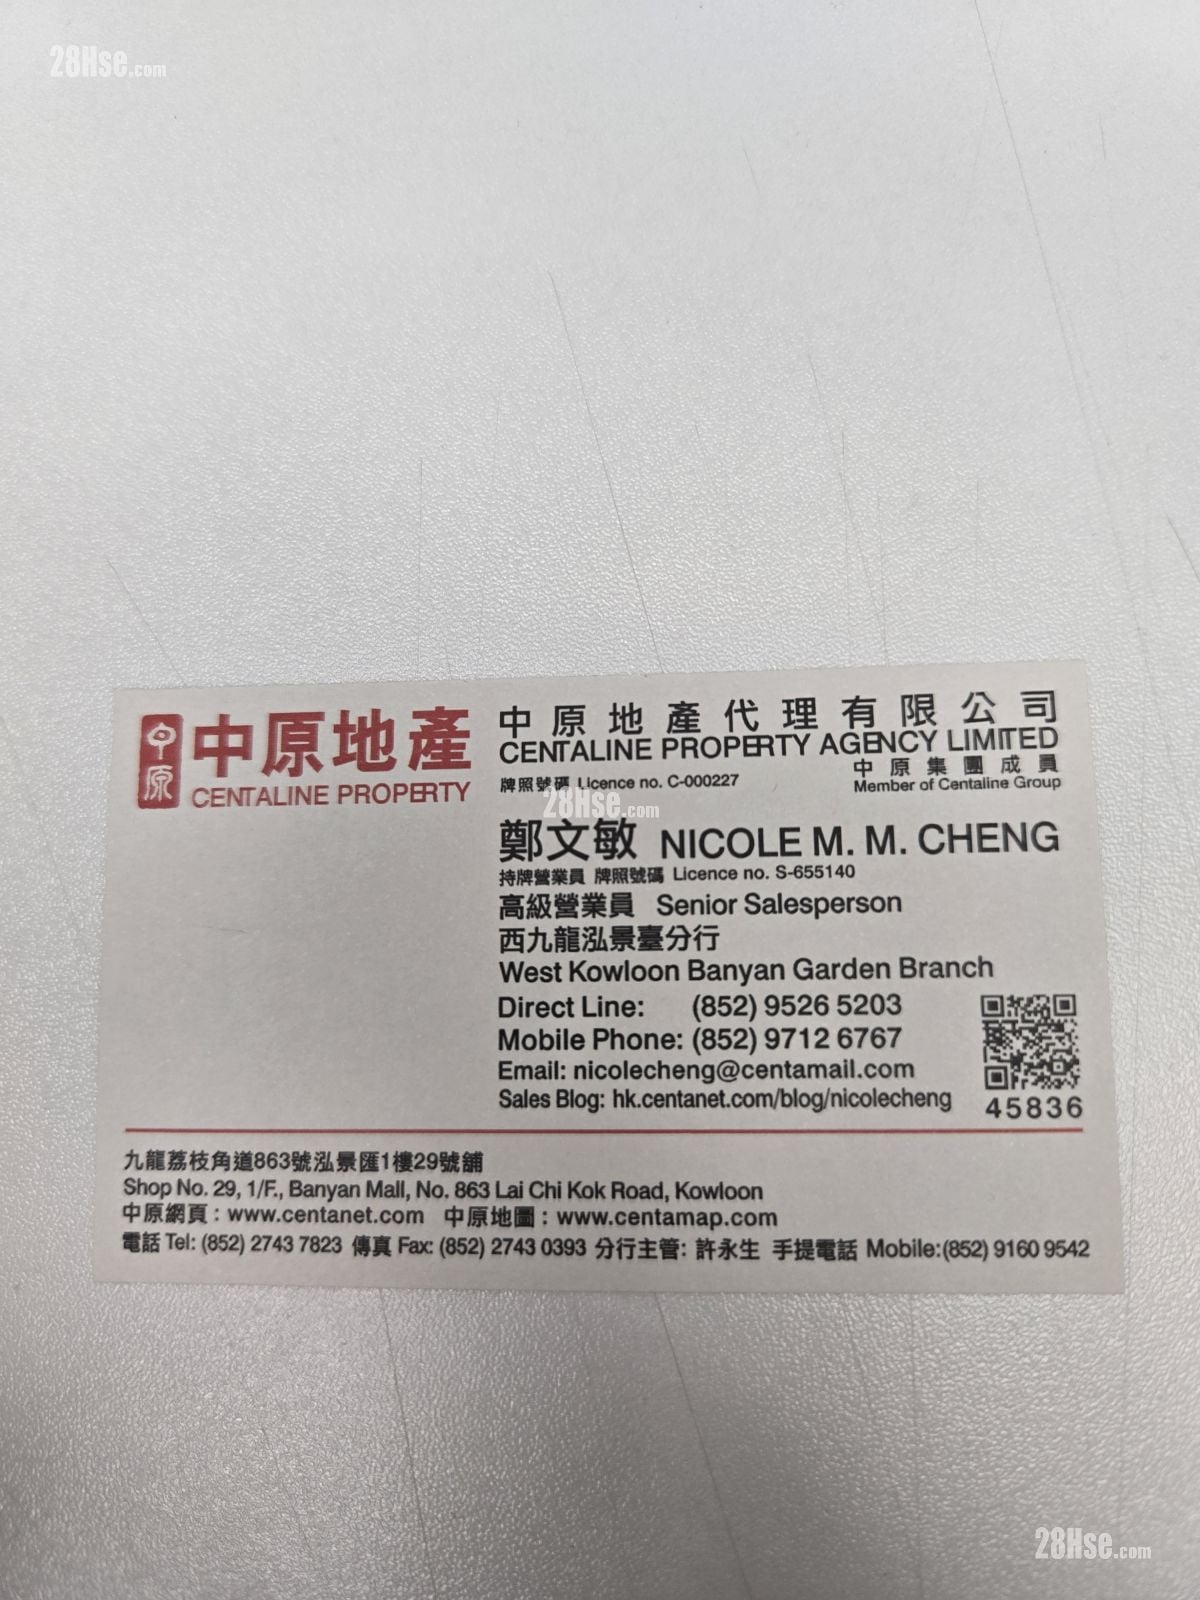 28Hse.com
中原
中原地產
CENTALINE PROPERTY
中原地產代理有限公司
CENTALINE PROPERTY AGENCY LIMITED
中原集團成員
牌照號碼 Licence no. C-000227
Member of Centaline Group
28Hse.com
鄭文敏 NICOLE M. M. CHENG
持牌營業員 牌照號碼 Licence no. S-655140
高級營業員 Senior Salesperson
西九龍泓景臺分行
West Kowloon Banyan Garden Branch
Direct Line: (852) 9526 5203
Mobile Phone: (852) 9712 6767
Email: nicolecheng@centamail.com
Sales Blog: hk.centanet.com/blog/nicolecheng
45836
九龍荔枝角道863號泓景匯1樓29號舖
Shop No. 29, 1/F., Banyan Mall, No. 863 Lai Chi Kok Road, Kowloon
中原網頁：www.centanet.com 中原地圖：www.centamap.com
電話 Tel: (852) 2743 7823 傳真 Fax: (852) 2743 0393 分行主管: 許永生 手提電話 Mobile:(852) 9160 9542
28Hse.com